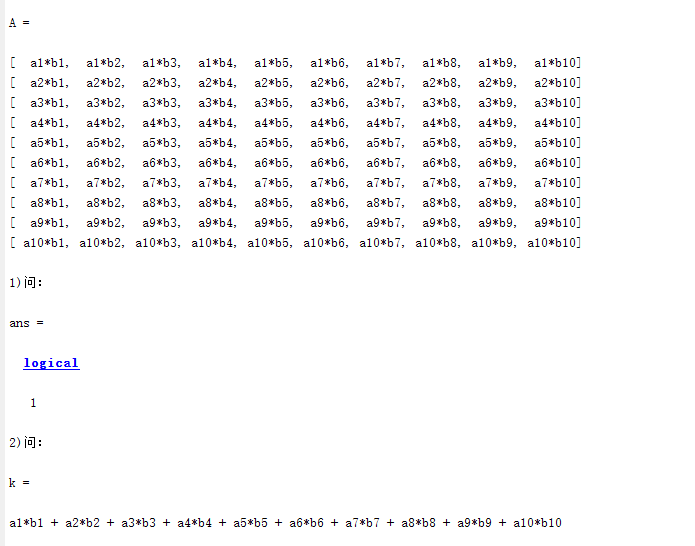 A =
[  a1*b1,  a1*b2,  a1*b3,  a1*b4,  a1*b5,  a1*b6,  a1*b7,  a1*b8,  a1*b9,  a1*b10]
[  a2*b1,  a2*b2,  a2*b3,  a2*b4,  a2*b5,  a2*b6,  a2*b7,  a2*b8,  a2*b9,  a2*b10]
[  a3*b1,  a3*b2,  a3*b3,  a3*b4,  a3*b5,  a3*b6,  a3*b7,  a3*b8,  a3*b9,  a3*b10]
[  a4*b1,  a4*b2,  a4*b3,  a4*b4,  a4*b5,  a4*b6,  a4*b7,  a4*b8,  a4*b9,  a4*b10]
[  a5*b1,  a5*b2,  a5*b3,  a5*b4,  a5*b5,  a5*b6,  a5*b7,  a5*b8,  a5*b9,  a5*b10]
[  a6*b1,  a6*b2,  a6*b3,  a6*b4,  a6*b5,  a6*b6,  a6*b7,  a6*b8,  a6*b9,  a6*b10]
[  a7*b1,  a7*b2,  a7*b3,  a7*b4,  a7*b5,  a7*b6,  a7*b7,  a7*b8,  a7*b9,  a7*b10]
[  a8*b1,  a8*b2,  a8*b3,  a8*b4,  a8*b5,  a8*b6,  a8*b7,  a8*b8,  a8*b9,  a8*b10]
[  a9*b1,  a9*b2,  a9*b3,  a9*b4,  a9*b5,  a9*b6,  a9*b7,  a9*b8,  a9*b9,  a9*b10]
[ a10*b1, a10*b2, a10*b3, a10*b4, a10*b5, a10*b6, a10*b7, a10*b8, a10*b9, a10*b10]
1)问:
ans =
logical
1
2)问:
k =
a1*b1 + a2*b2 + a3*b3 + a4*b4 + a5*b5 + a6*b6 + a7*b7 + a8*b8 + a9*b9 + a10*b10